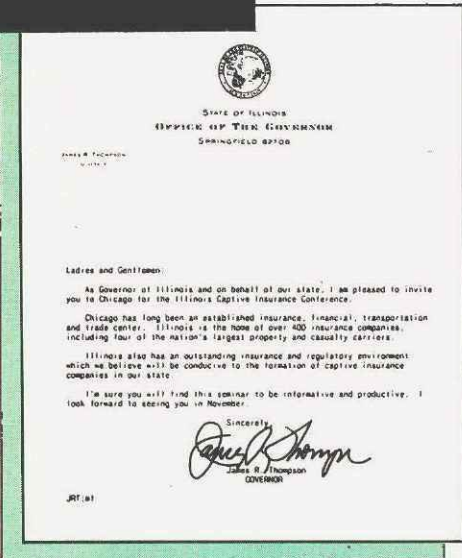 STATE OF ILLINOIS
OFFICE OF THE GOVERNOR
SPRINGFIELD 62706
JAMES R. THOMPSON
Ladies and Gentlemen:
As Governor of Illinois and on behalf of our state, I am pleased to invite
you to Chicago for the Illinois Captive Insurance Conference.
Chicago has long been an established insurance, financial, transportation
and trade center. Illinois is the home of over 400 insurance companies,
including four of the nation's largest property and casualty carriers.
Illinois also has an outstanding insurance and regulatory environment
which we believe will be conducive to the formation of captive insurance
companies in our state.
I'm sure you will find this seminar to be informative and productive. I
look forward to seeing you in November.
Sincerely,
James R. Thompson
James R. Thompson
GOVERNOR